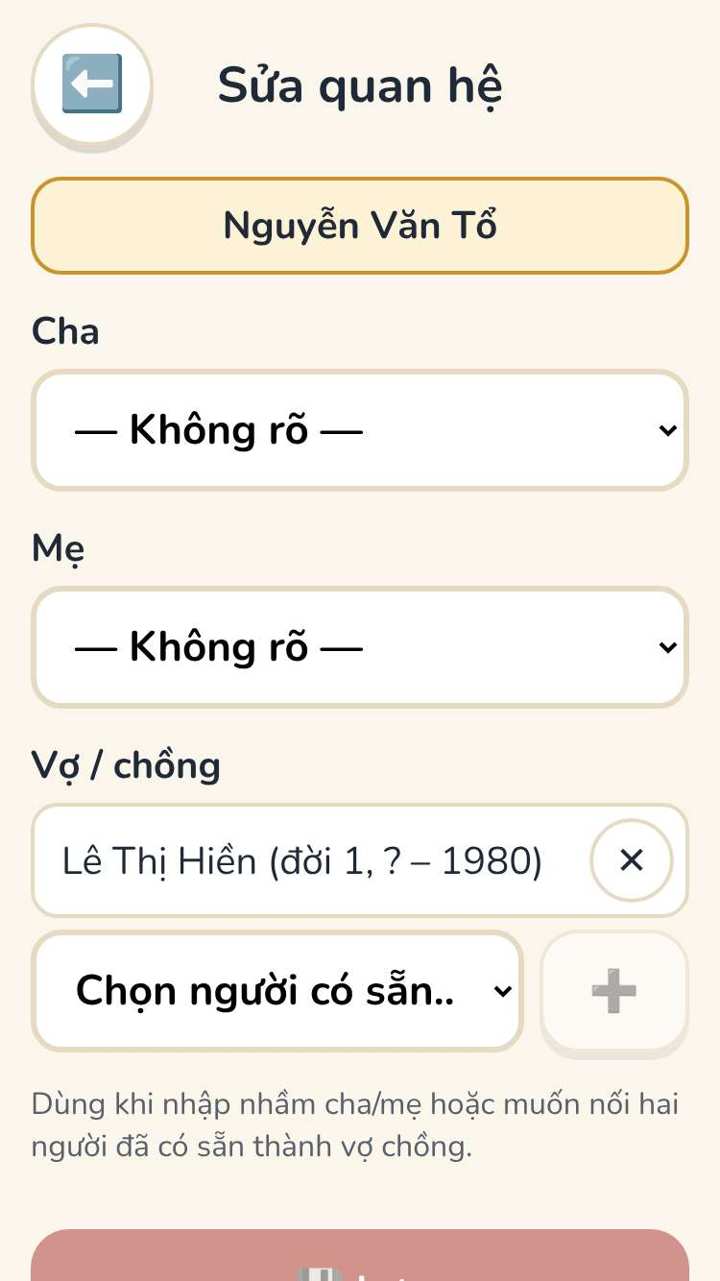 Sửa quan hệ
Nguyễn Văn Tổ
Cha
— Không rõ —
Mẹ
— Không rõ —
Vợ / chồng
Lê Thị Hiền (đời 1, ? – 1980)
Chọn người có sẵn..
Dùng khi nhập nhầm cha/mẹ hoặc muốn nối hai
người đã có sẵn thành vợ chồng.